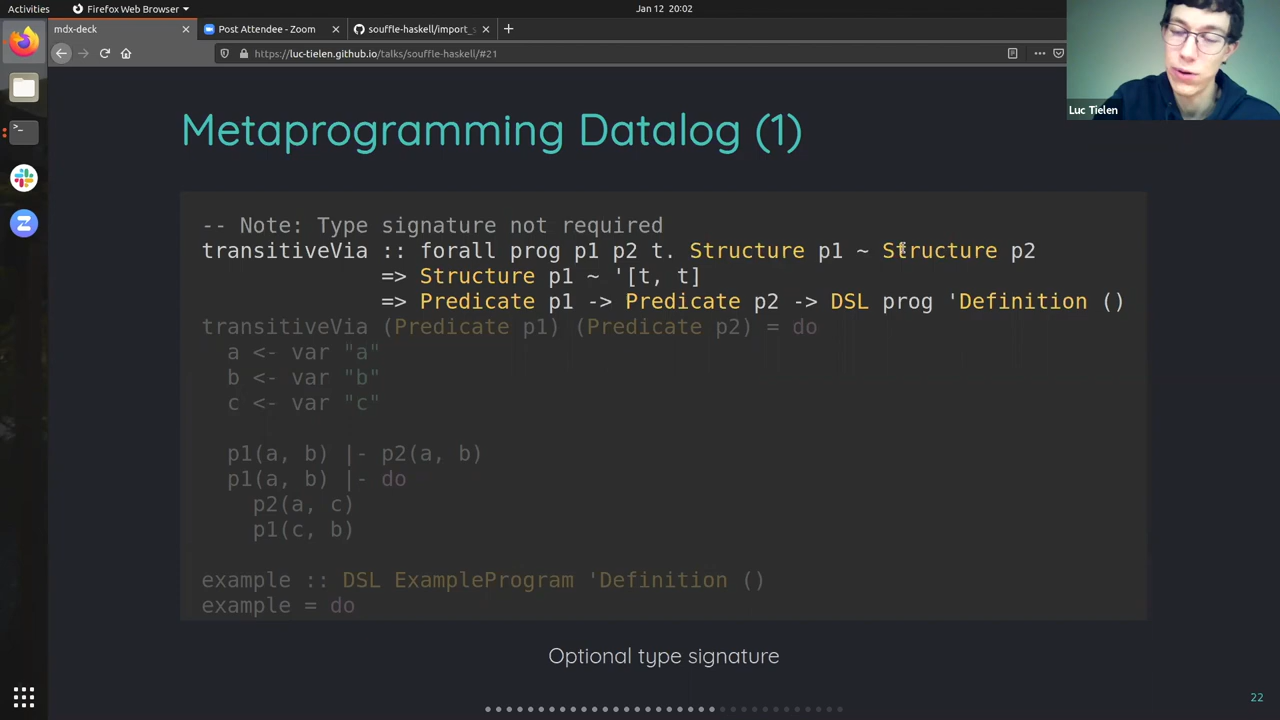 Activities
Firefox Web Browser
Jan 12 20:02
mdx-deck
Post Attendee - Zoom
souffle-haskell/import_s
https://luc-tielen.github.io/talks/souffle-haskell/#21
Luc Tielen
Metaprogramming Datalog (1)
-- Note: Type signature not required
transitiveVia :: forall prog p1 p2 t. Structure p1 ~ Structure p2
=> Structure p1 ~ '[t, t]
=> Predicate p1 -> Predicate p2 -> DSL prog 'Definition ()
transitiveVia (Predicate p1) (Predicate p2) = do
a <- var "a"
b <- var "b"
c <- var "c"
p1(a, b) |- p2(a, b)
p1(a, b) |- do
p2(a, c)
p1(c, b)
example :: DSL ExampleProgram 'Definition ()
example = do
Optional type signature
22